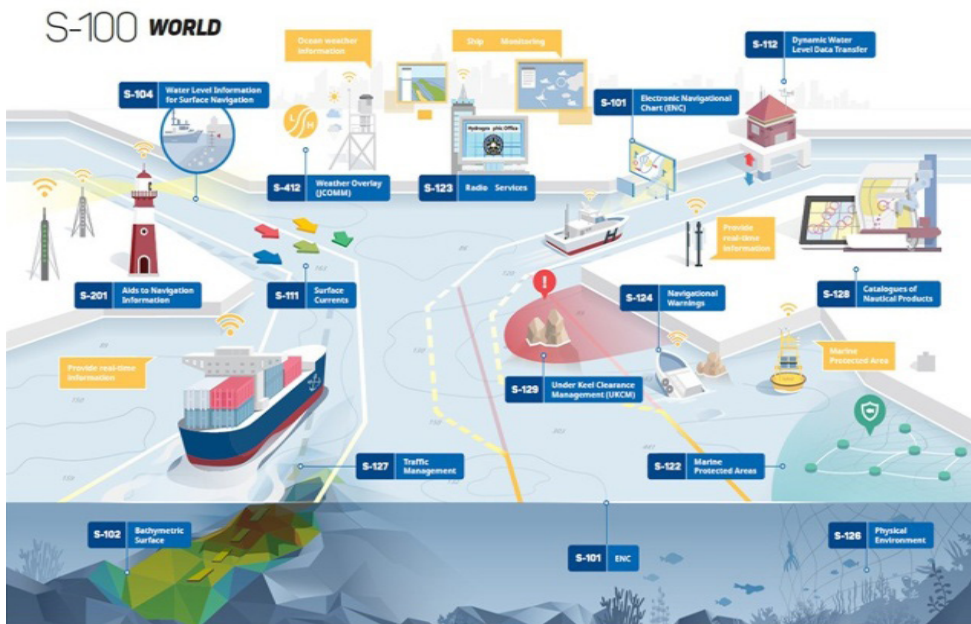 S-100 WORLD
Ocean weather
information
Ship Monitoring
S-112
Dynamic Water
Level Data Transfer
S-104
Water Level Information
for Surface Navigation
S-101
Electronic Navigational
Chart (ENC)
Hydrographic Office
S-412
Weather Overlay
(JCOMM)
S-123
Radio Services
Provide
real-time
information
S-201
Aids to Navigation
Information
S-111
Surface
Currents
S-124
Navigational
Warnings
S-128
Catalogues of
Nautical Products
Provide real-time
information
Marine
Protected Area
S-129
Under Keel Clearance
Management (UKCM)
S-127
Traffic
Management
S-122
Marine
Protected Areas
S-102
Bathymetric
Surface
S-101
ENC
S-126
Physical
Environment